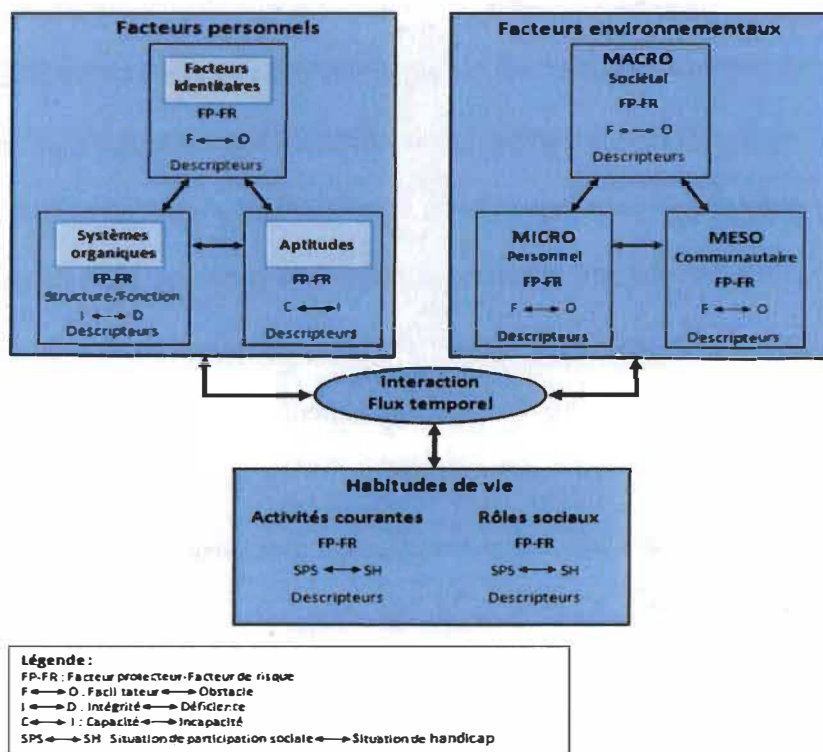 Facteurs personnels
Facteurs
identitaires
FP-FR
F ↔ O
Descripteurs
Systèmes
organiques
FP-FR
Structure/Fonction
I ↔ D
Descripteurs
Aptitudes
FP-FR
C ↔ I
Descripteurs
Facteurs environnementaux
MACRO
Sociétal
FP-FR
F ↔ O
Descripteurs
MICRO
Personnel
FP-FR
F ↔ O
Descripteurs
MESO
Communautaire
FP-FR
F ↔ O
Descripteurs
Interaction
Flux temporel
Habitudes de vie
Activités courantes
FP-FR
SPS ↔ SH
Descripteurs
Rôles sociaux
FP-FR
SPS ↔ SH
Descripteurs
Légende :
FP-FR : Facteur protecteur-Facteur de risque
F ↔ O : Facilitateur ↔ Obstacle
I ↔ D : Intégrité ↔ Déficience
C ↔ I : Capacité ↔ Incapacité
SPS ↔ SH Situation de participation sociale ↔ Situation de handicap